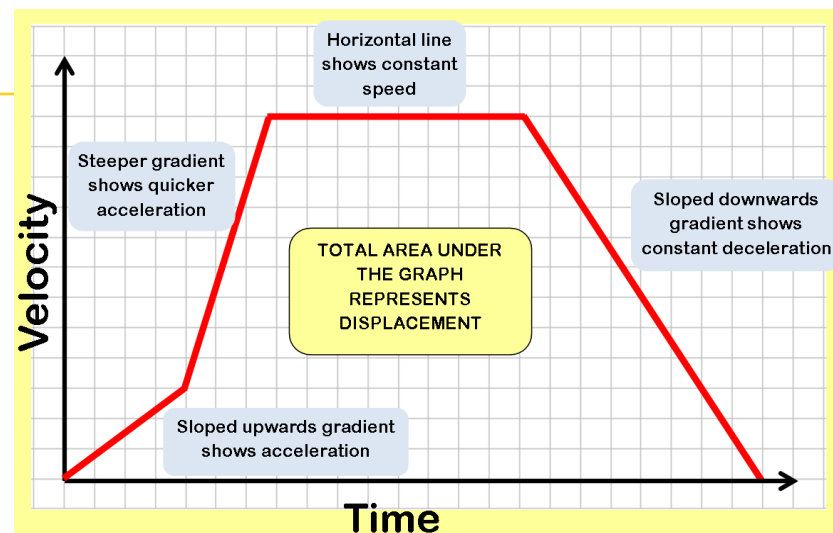 Horizontal line
shows constant
speed
Steeper gradient
shows quicker
acceleration
Sloped downwards
gradient shows
constant deceleration
TOTAL AREA UNDER
THE GRAPH
REPRESENTS
DISPLACEMENT
Velocity
Sloped upwards gradient
shows acceleration
Time